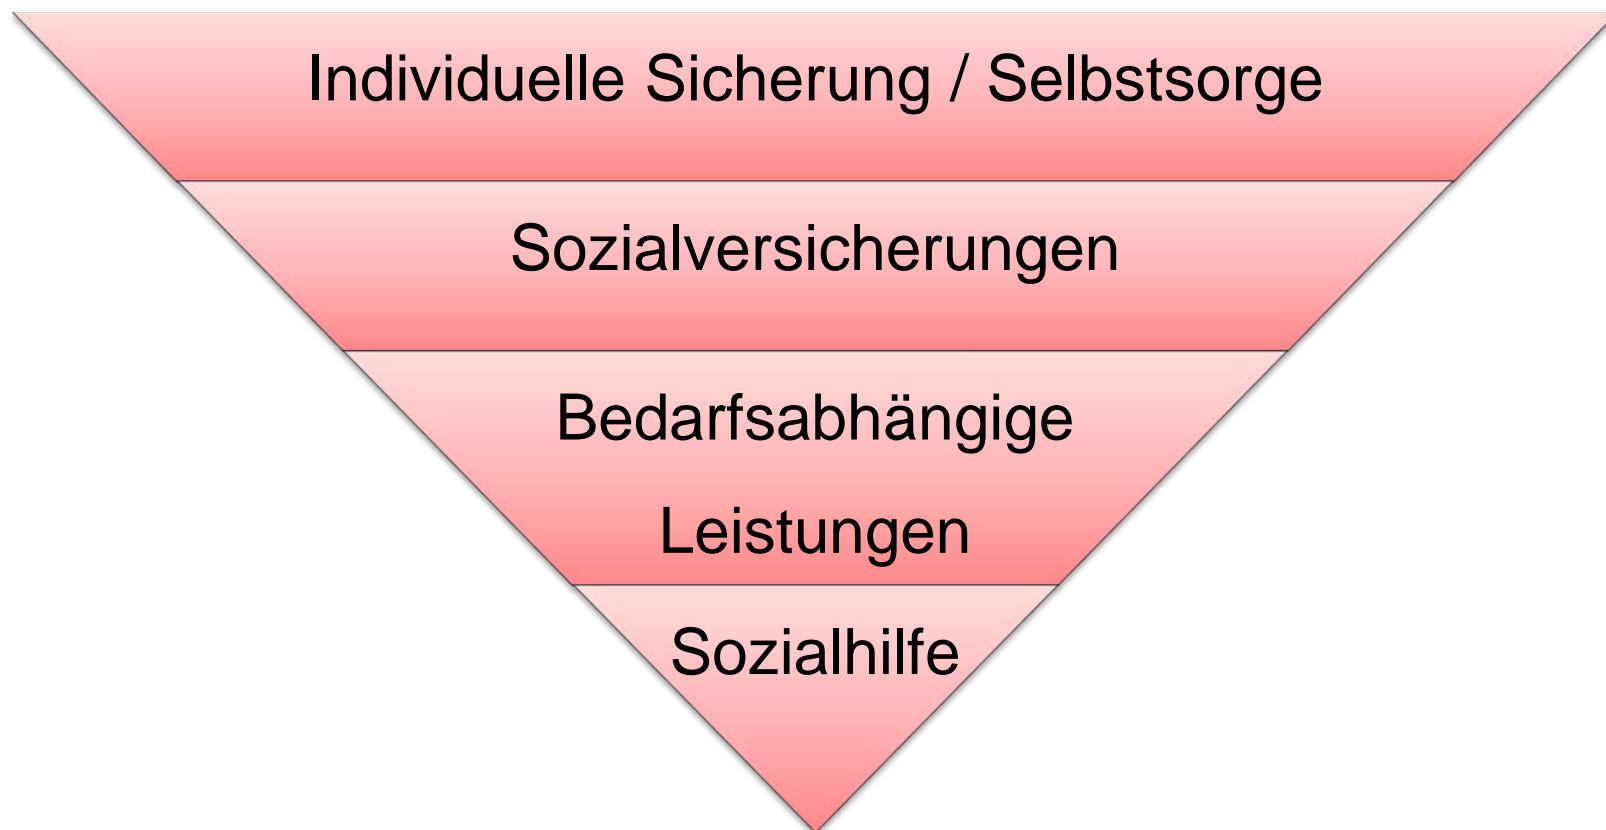 Individuelle Sicherung / Selbstsorge
Sozialversicherungen
Bedarfsabhängige
Leistungen
Sozialhilfe